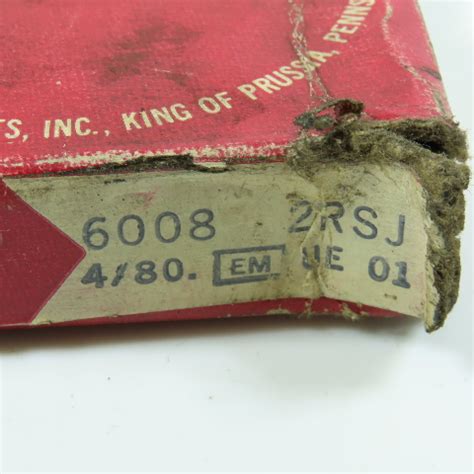 TS, INC., KING OF PRUSSIA, PENNS
6008 2RSJ
4/80. EM UE 01